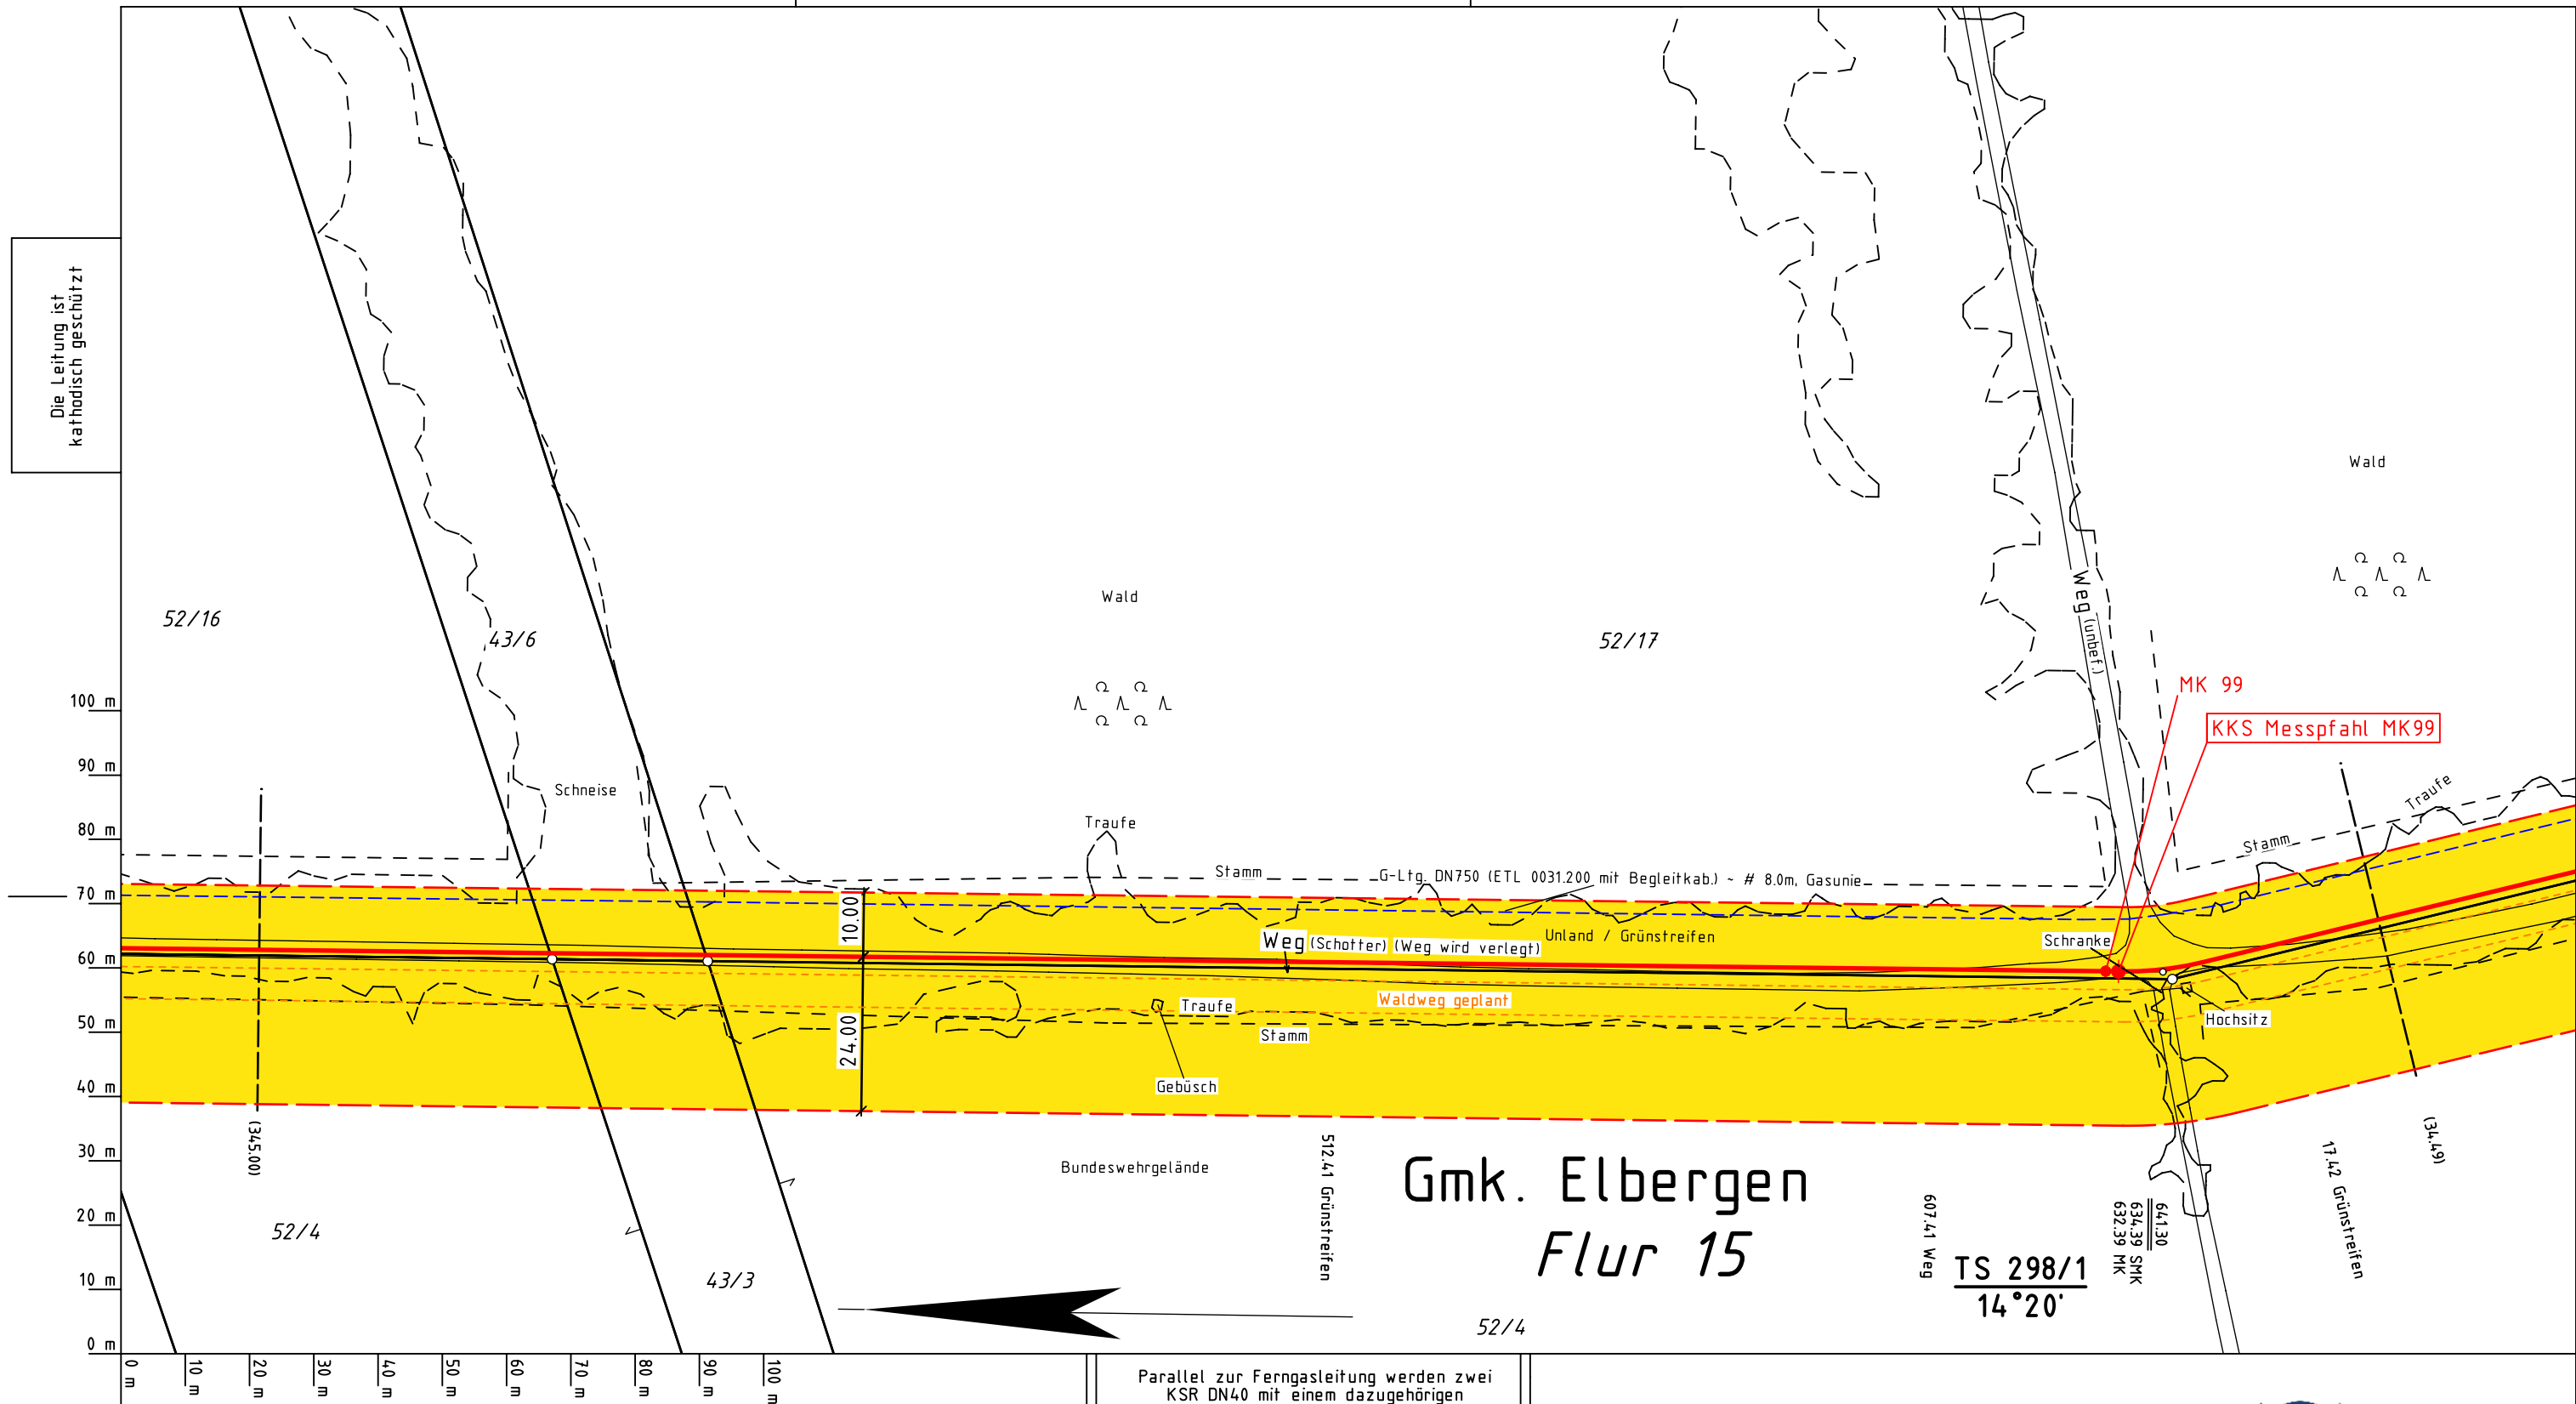 Die Leitung ist
kathodisch geschützt
52/16
43/6
Wald
52/17
Wald
Weg (unbef.)
MK 99
KKS Messpfahl MK99
100 m
90 m
80 m
70 m
60 m
50 m
40 m
30 m
20 m
10 m
0 m
Schneise
Traufe
Traufe
Stamm
Stamm
G-Ltg. DN750 (ETL 0031.200 mit Begleitkab.) ~ # 8.0m, Gasunie
10.00
Weg (Schotter) (Weg wird verlegt)
Unland / Grünstreifen
Schranke
Waldweg geplant
Traufe
Stamm
24.00
Hochsitz
Gebüsch
(345.00)
Bundeswehrgelände
512.41 Grünstreifen
Gmk. Elbergen
Flur 15
607.41 Weg
TS 298/1
14°20'
641.30
634.39 SMK
632.39 MK
17.42 Grünstreifen
(34.49)
52/4
43/3
52/4
0 m
10 m
20 m
30 m
40 m
50 m
60 m
70 m
80 m
90 m
100 m
Parallel zur Ferngasleitung werden zwei
KSR DN40 mit einem dazugehörigen